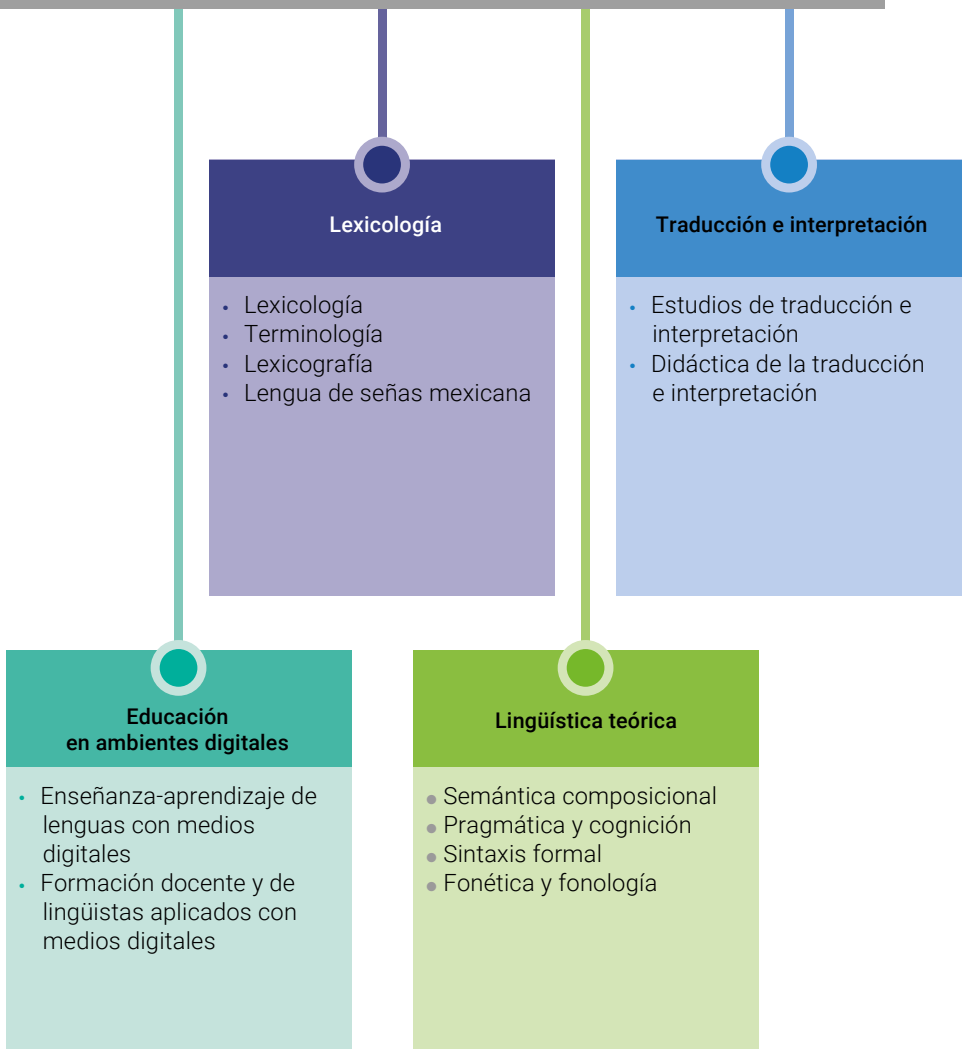 Lexicología
• Lexicología
• Terminología
• Lexicografía
• Lengua de señas mexicana
Traducción e interpretación
• Estudios de traducción e
interpretación
• Didáctica de la traducción
e interpretación
Educación
en ambientes digitales
• Enseñanza-aprendizaje de
lenguas con medios
digitales
• Formación docente y de
lingüistas aplicados con
medios digitales
Lingüística teórica
• Semántica composicional
• Pragmática y cognición
• Sintaxis formal
• Fonética y fonología